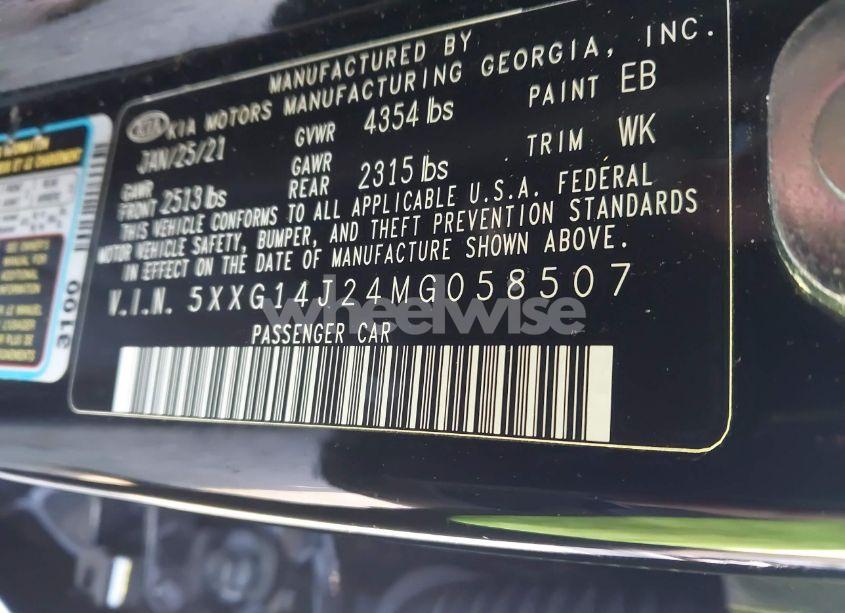 MANUFACTURED BY
KIA MOTORS MANUFACTURING GEORGIA, INC.
KIA
JAN/25/21 GVWR 4354 lbs PAINT EB
GAWR FRONT 2513 lbs GAWR REAR 2315 lbs TRIM WK
THIS VEHICLE CONFORMS TO ALL APPLICABLE U.S.A. FEDERAL
MOTOR VEHICLE SAFETY, BUMPER, AND THEFT PREVENTION STANDARDS
IN EFFECT ON THE DATE OF MANUFACTURE SHOWN ABOVE.
V.I.N. 5XXG14J24MG058507
wheelwise
PASSENGER CAR
3100